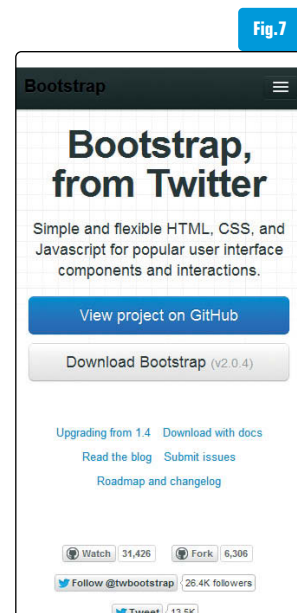 Fig.7
Bootstrap
Bootstrap,
from Twitter
Simple and flexible HTML, CSS, and
Javascript for popular user interface
components and interactions.
View project on GitHub
Download Bootstrap (v2.0.4)
Upgrading from 1.4 Download with docs
Read the blog Submit issues
Roadmap and changelog
Watch 31,426 Fork 6,306
Follow @twbootstrap 26.4K followers
Tweet 13.5K